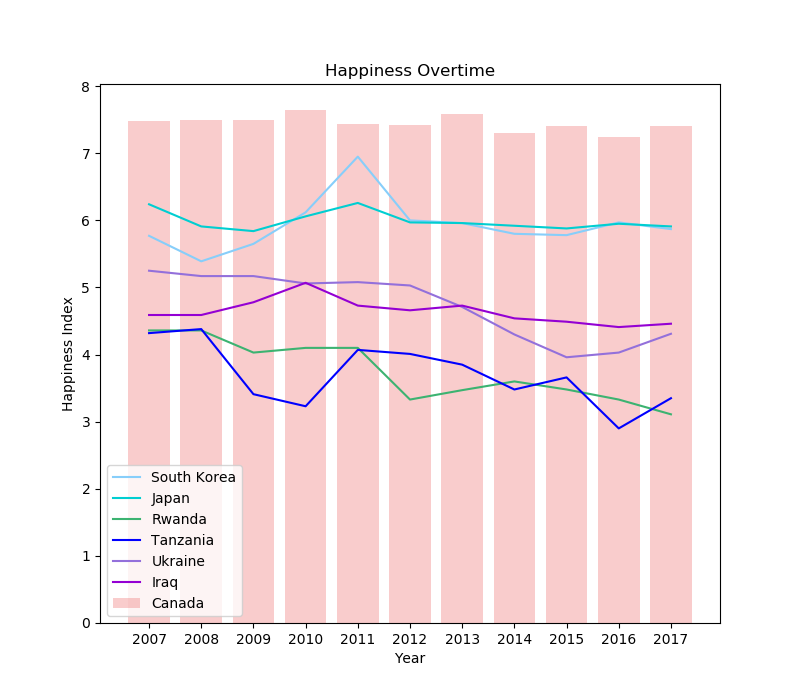 Happiness Overtime
8
7
6
5
4
3
2
1
0
Happiness Index
South Korea
Japan
Rwanda
Tanzania
Ukraine
Iraq
Canada
2007 2008 2009 2010 2011 2012 2013 2014 2015 2016 2017
Year